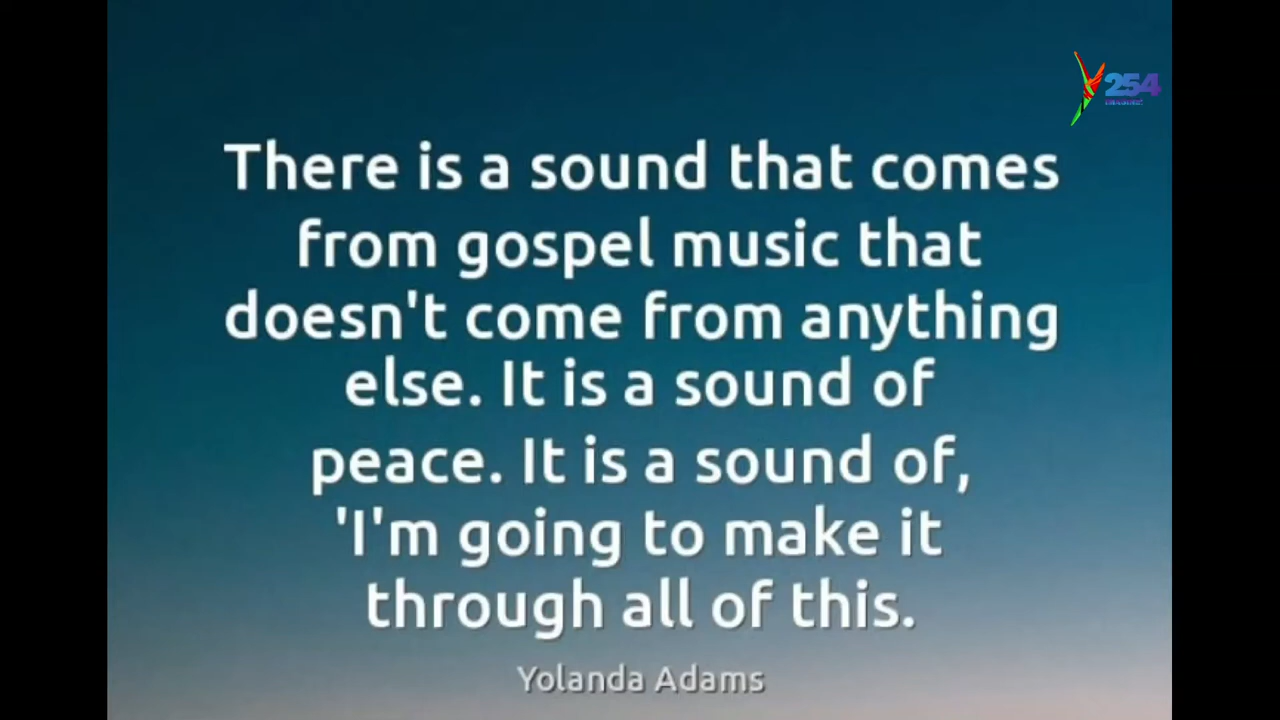 254
There is a sound that comes
from gospel music that
doesn't come from anything
else. It is a sound of
peace. It is a sound of,
'I'm going to make it
through all of this.
Yolanda Adams